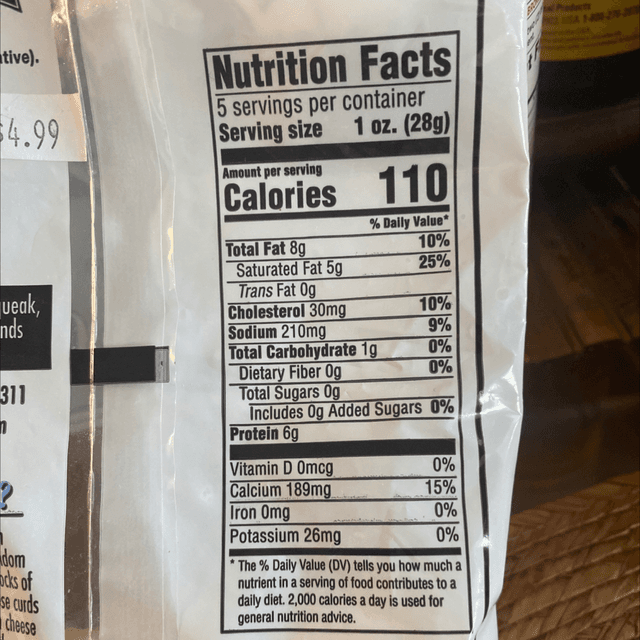 ative).
$4.99
queak,
nds
311
?
ocks of
se curds
cheese
Nutrition Facts
5 servings per container
Serving size 1 oz. (28g)
Amount per serving
Calories 110
% Daily Value*
Total Fat 8g 10%
Saturated Fat 5g 25%
Trans Fat 0g
Cholesterol 30mg 10%
Sodium 210mg 9%
Total Carbohydrate 1g 0%
Dietary Fiber 0g 0%
Total Sugars 0g
Includes 0g Added Sugars 0%
Protein 6g
Vitamin D 0mcg 0%
Calcium 189mg 15%
Iron 0mg 0%
Potassium 26mg 0%
* The % Daily Value (DV) tells you how much a
nutrient in a serving of food contributes to a
daily diet. 2,000 calories a day is used for
general nutrition advice.
Products